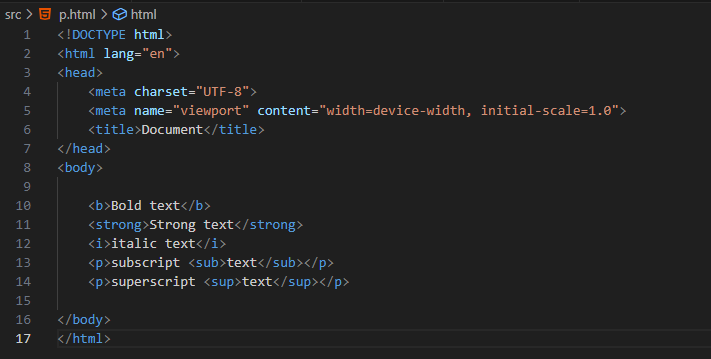 src > p.html > html
1 <!DOCTYPE html>
2 <html lang="en">
3 <head>
4     <meta charset="UTF-8">
5     <meta name="viewport" content="width=device-width, initial-scale=1.0">
6     <title>Document</title>
7 </head>
8 <body>
9
10     <b>Bold text</b>
11     <strong>Strong text</strong>
12     <i>italic text</i>
13     <p>subscript <sub>text</sub></p>
14     <p>superscript <sup>text</sup></p>
15
16 </body>
17 </html>